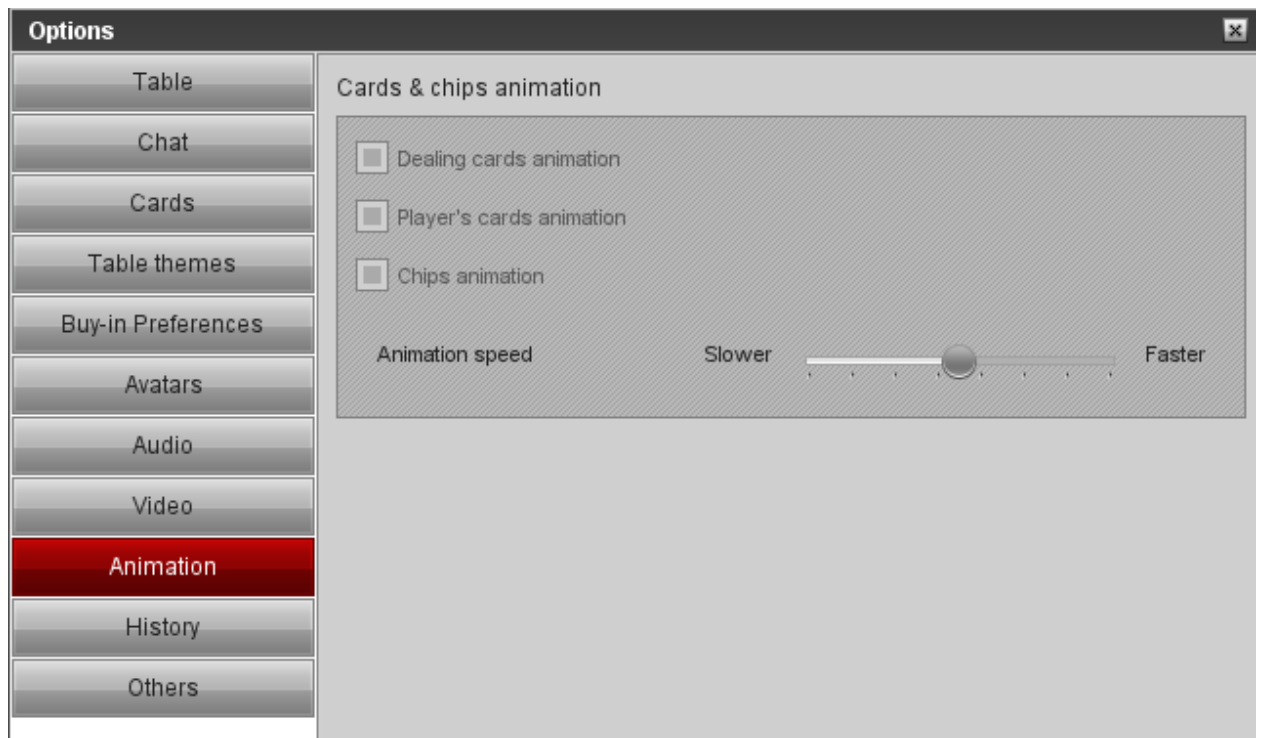 Options
Table
Chat
Cards
Table themes
Buy-in Preferences
Avatars
Audio
Video
Animation
History
Others
Cards & chips animation
Dealing cards animation
Player's cards animation
Chips animation
Animation speed Slower Faster